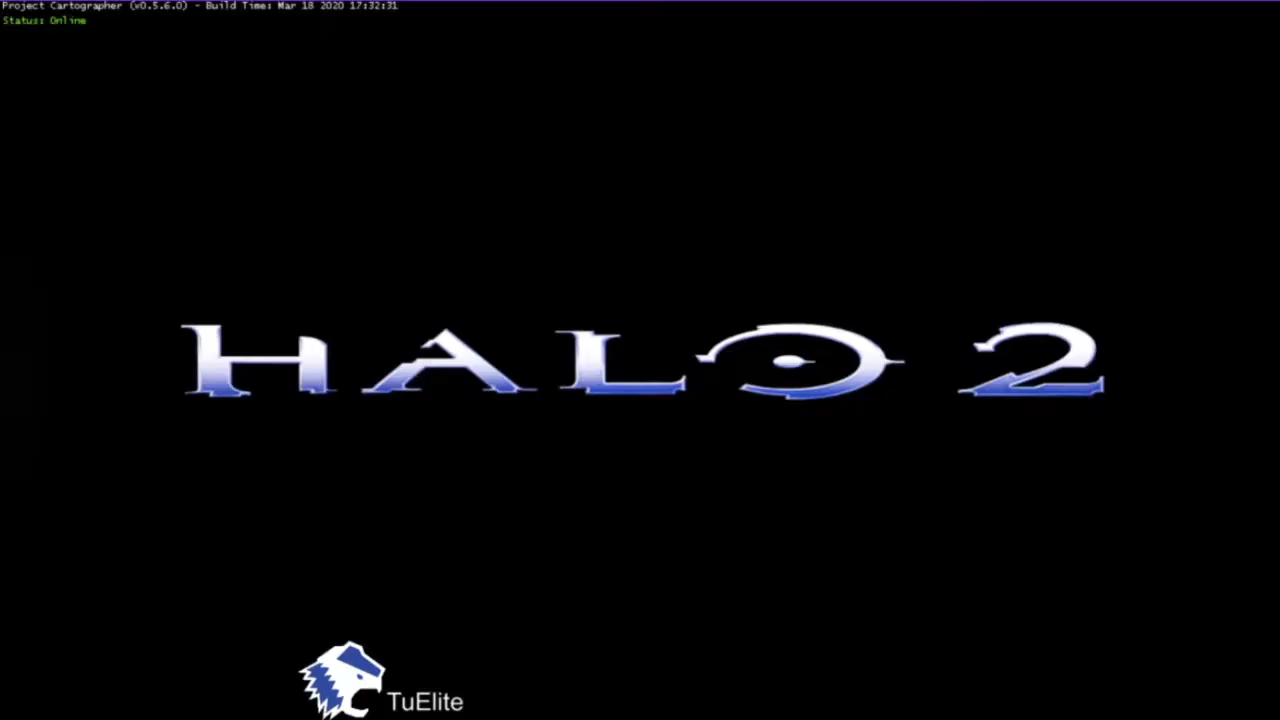 Project Cartographer (v0.5.6.0) - Build Time: Mar 18 2020 17:32:31
Status: Online
HALO 2
TuElite